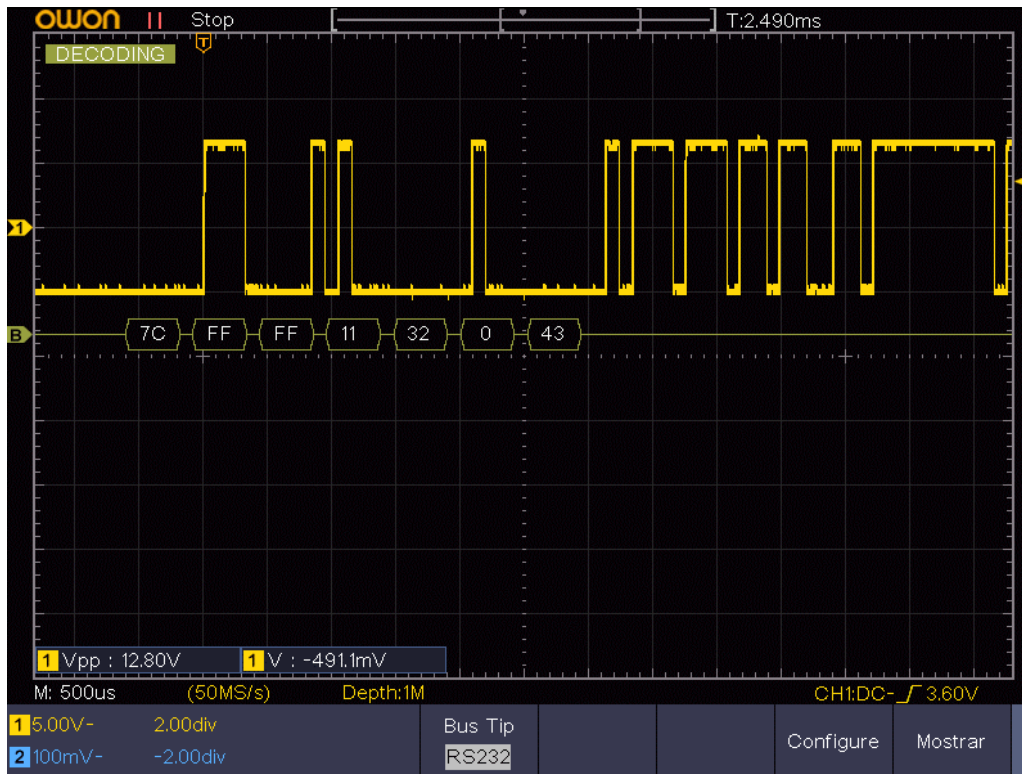 owon Stop T:2.490ms
T
DECODING
1
B 7C FF FF 11 32 0 43
1 Vpp : 12.80V 1 V : -491.1mV
M: 500us (50MS/s) Depth:1M CH1:DC- 3.60V
1 5.00V~ 2.00div Bus Tip
Configure Mostrar
2 100mV~ -2.00div RS232